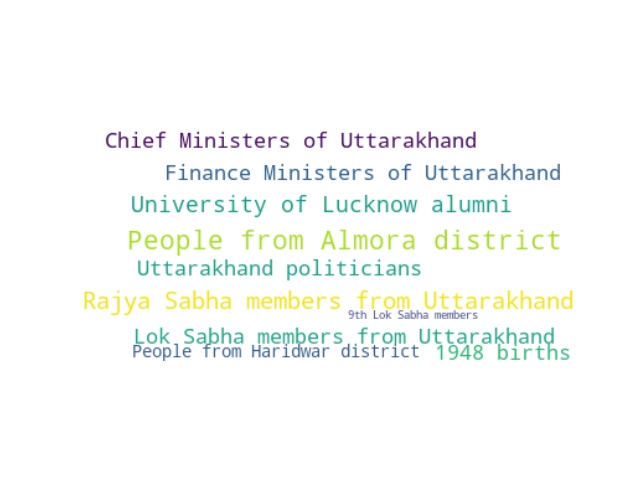 Chief Ministers of Uttarakhand
Finance Ministers of Uttarakhand
University of Lucknow alumni
People from Almora district
Uttarakhand politicians
Rajya Sabha members from Uttarakhand
9th Lok Sabha members
Lok Sabha members from Uttarakhand
People from Haridwar district 1948 births